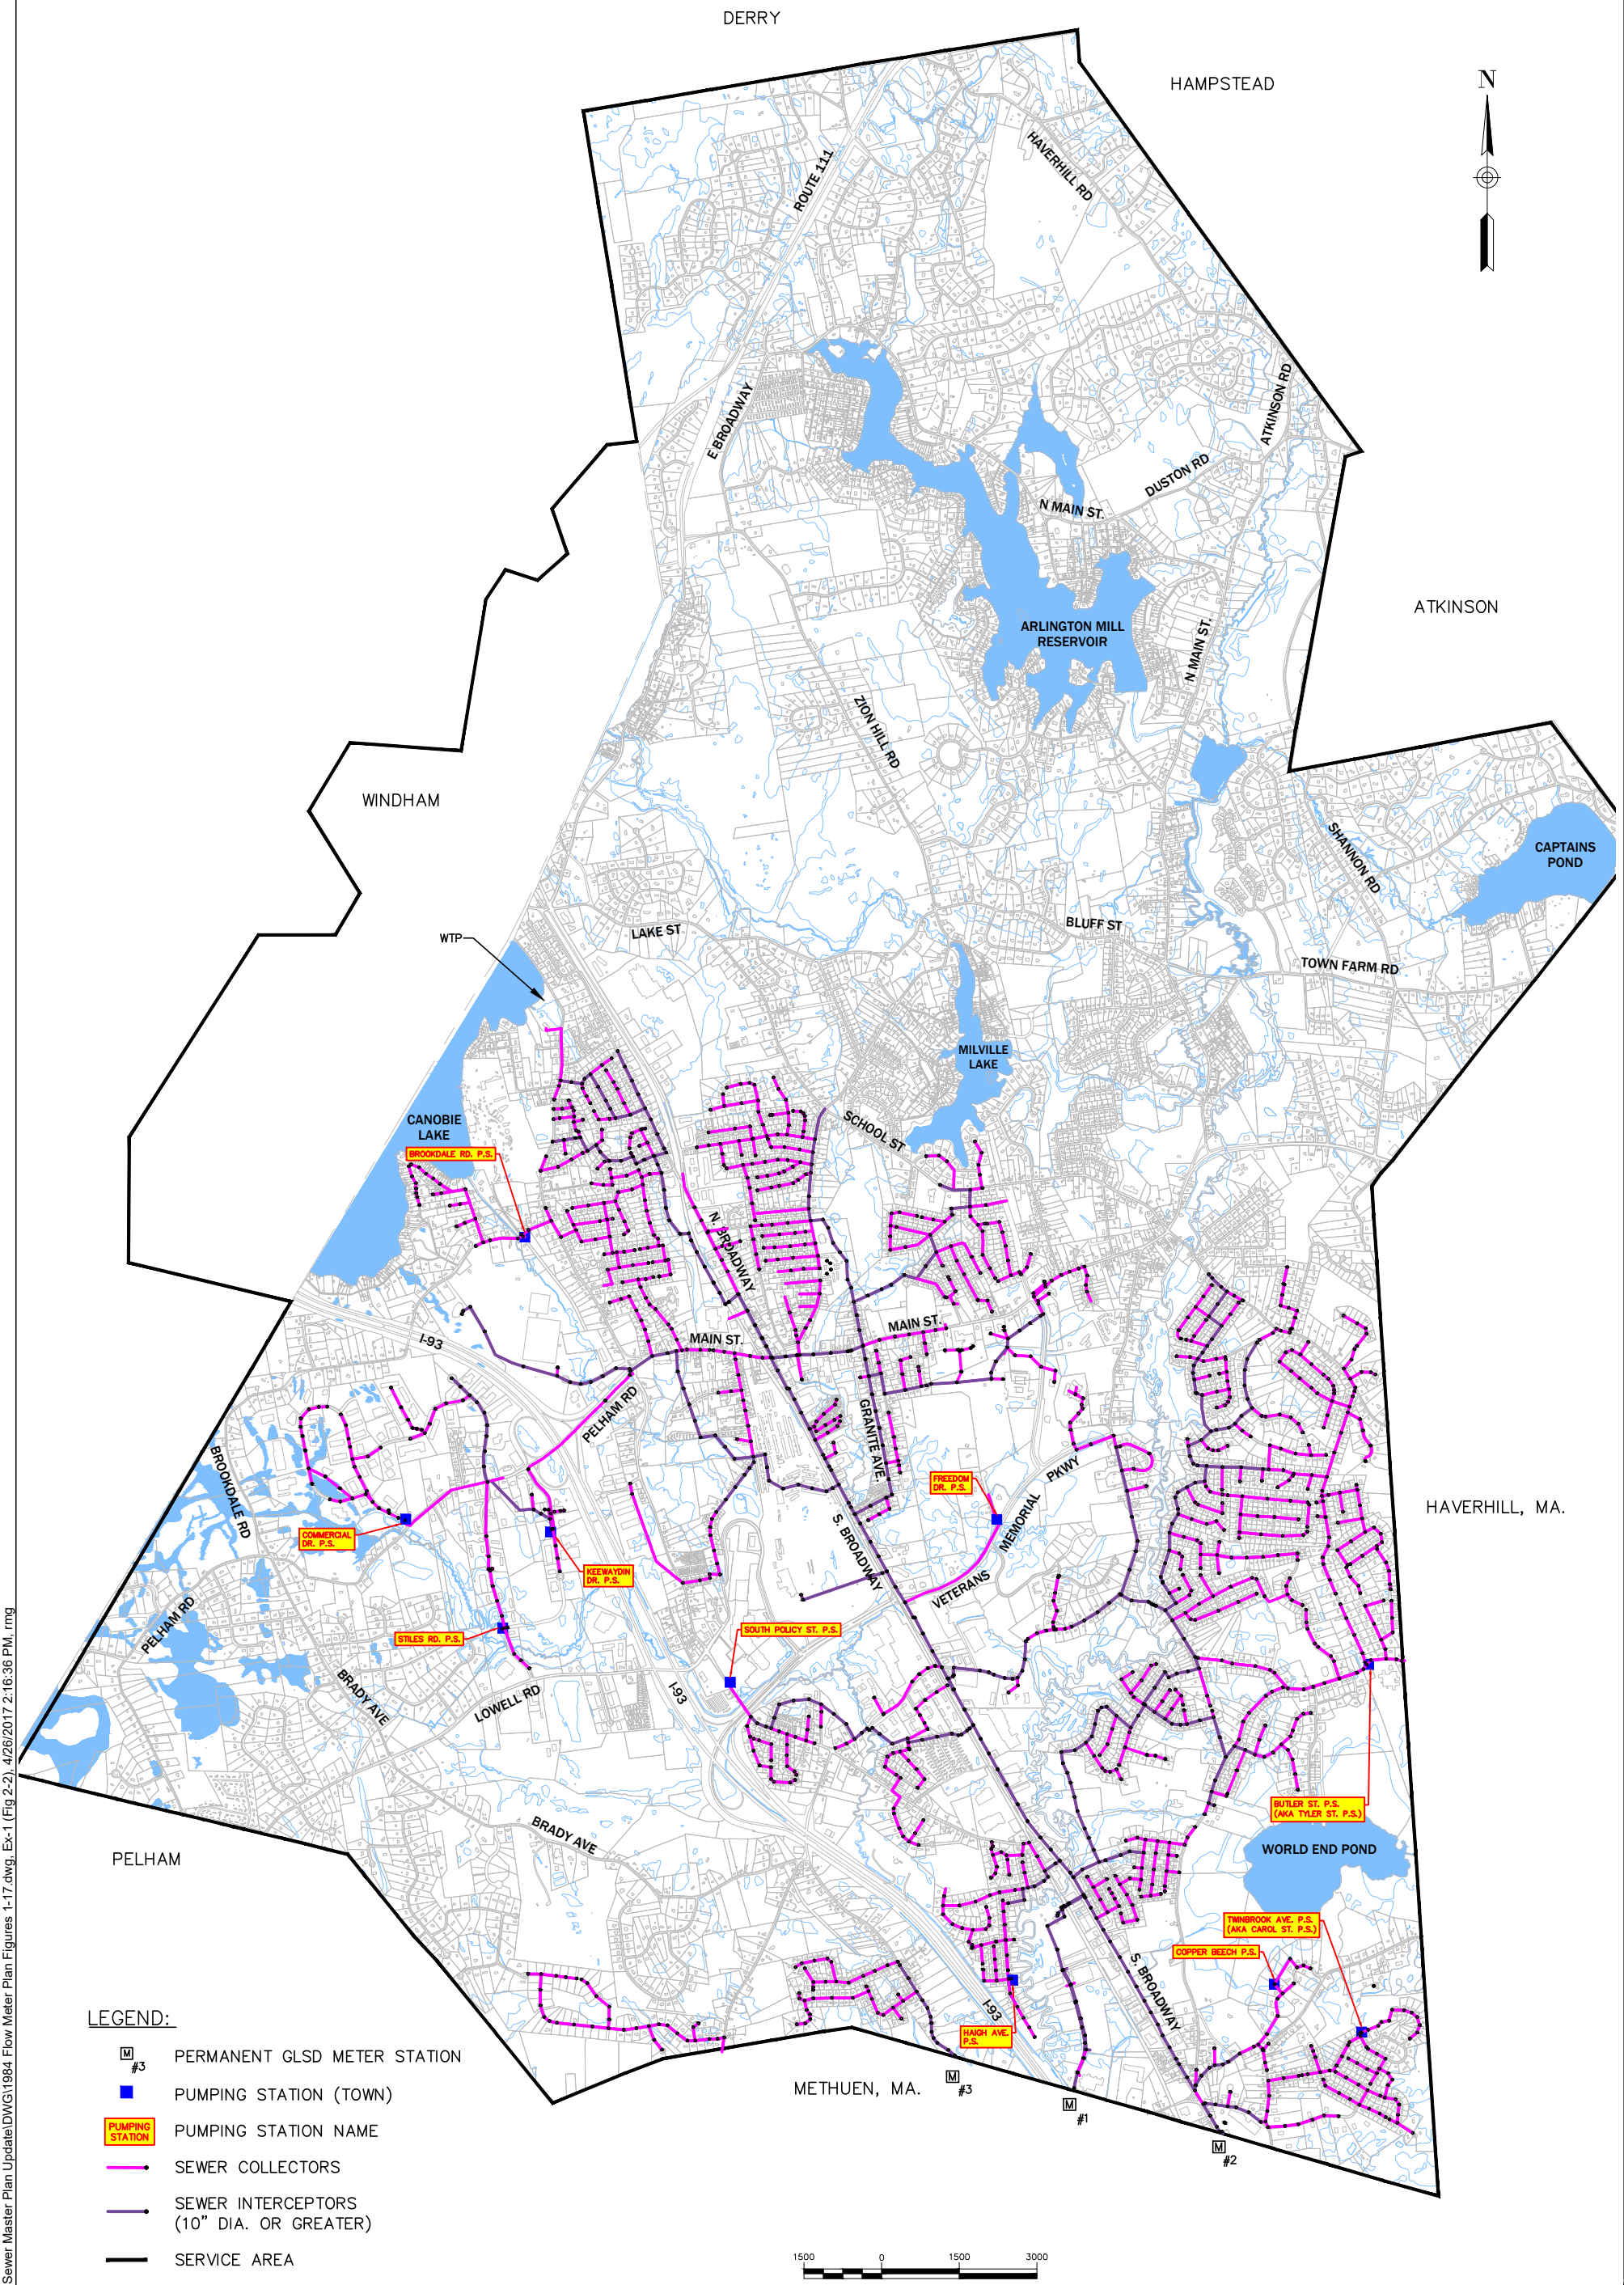 DERRY
HAMPSTEAD
N
HAVERHILL RD
ROUTE 111
E BROADWAY
ATKINSON RD
DUSTON RD
N MAIN ST.
ATKINSON
ARLINGTON MILL
RESERVOIR
N MAIN ST.
ZION HILL RD
WINDHAM
SHANNON RD
CAPTAINS
POND
LAKE ST
BLUFF ST
WTP
TOWN FARM RD
MILVILLE
LAKE
CANOBIE
LAKE
SCHOOL ST
BROOKDALE RD. P.S.
N. BROADWAY
I-93
MAIN ST.
MAIN ST.
PELHAM RD
GRANITE AVE.
BROOKDALE RD
FREEDOM
DR. P.S.
PKWY
MEMORIAL
VETERANS
HAVERHILL, MA.
COMMERCIAL
DR. P.S.
S. BROADWAY
KEEWAYDIN
DR. P.S.
PELHAM RD
STILES RD. P.S.
SOUTH POLICY ST. P.S.
BRADY AVE
LOWELL RD
I-93
BUTLER ST. P.S.
(AKA TYLER ST. P.S.)
BRADY AVE
PELHAM
WORLD END POND
TWINBROOK AVE. P.S.
(AKA CAROL ST. P.S.)
COPPER BEECH P.S.
S. BROADWAY
I-93
HAIGH AVE.
P.S.
METHUEN, MA.
M
#3
M
#1
M
#2
LEGEND:
M
#3
PERMANENT GLSD METER STATION
PUMPING STATION (TOWN)
PUMPING
STATION
PUMPING STATION NAME
SEWER COLLECTORS
SEWER INTERCEPTORS
(10" DIA. OR GREATER)
SERVICE AREA
1500 0 1500 3000
Sewer Master Plan Update\DWG\1984 Flow Meter Plan Figures 1-17.dwg, Ex-1 (Fig 2-2), 4/26/2017 2:16:36 PM, rmg